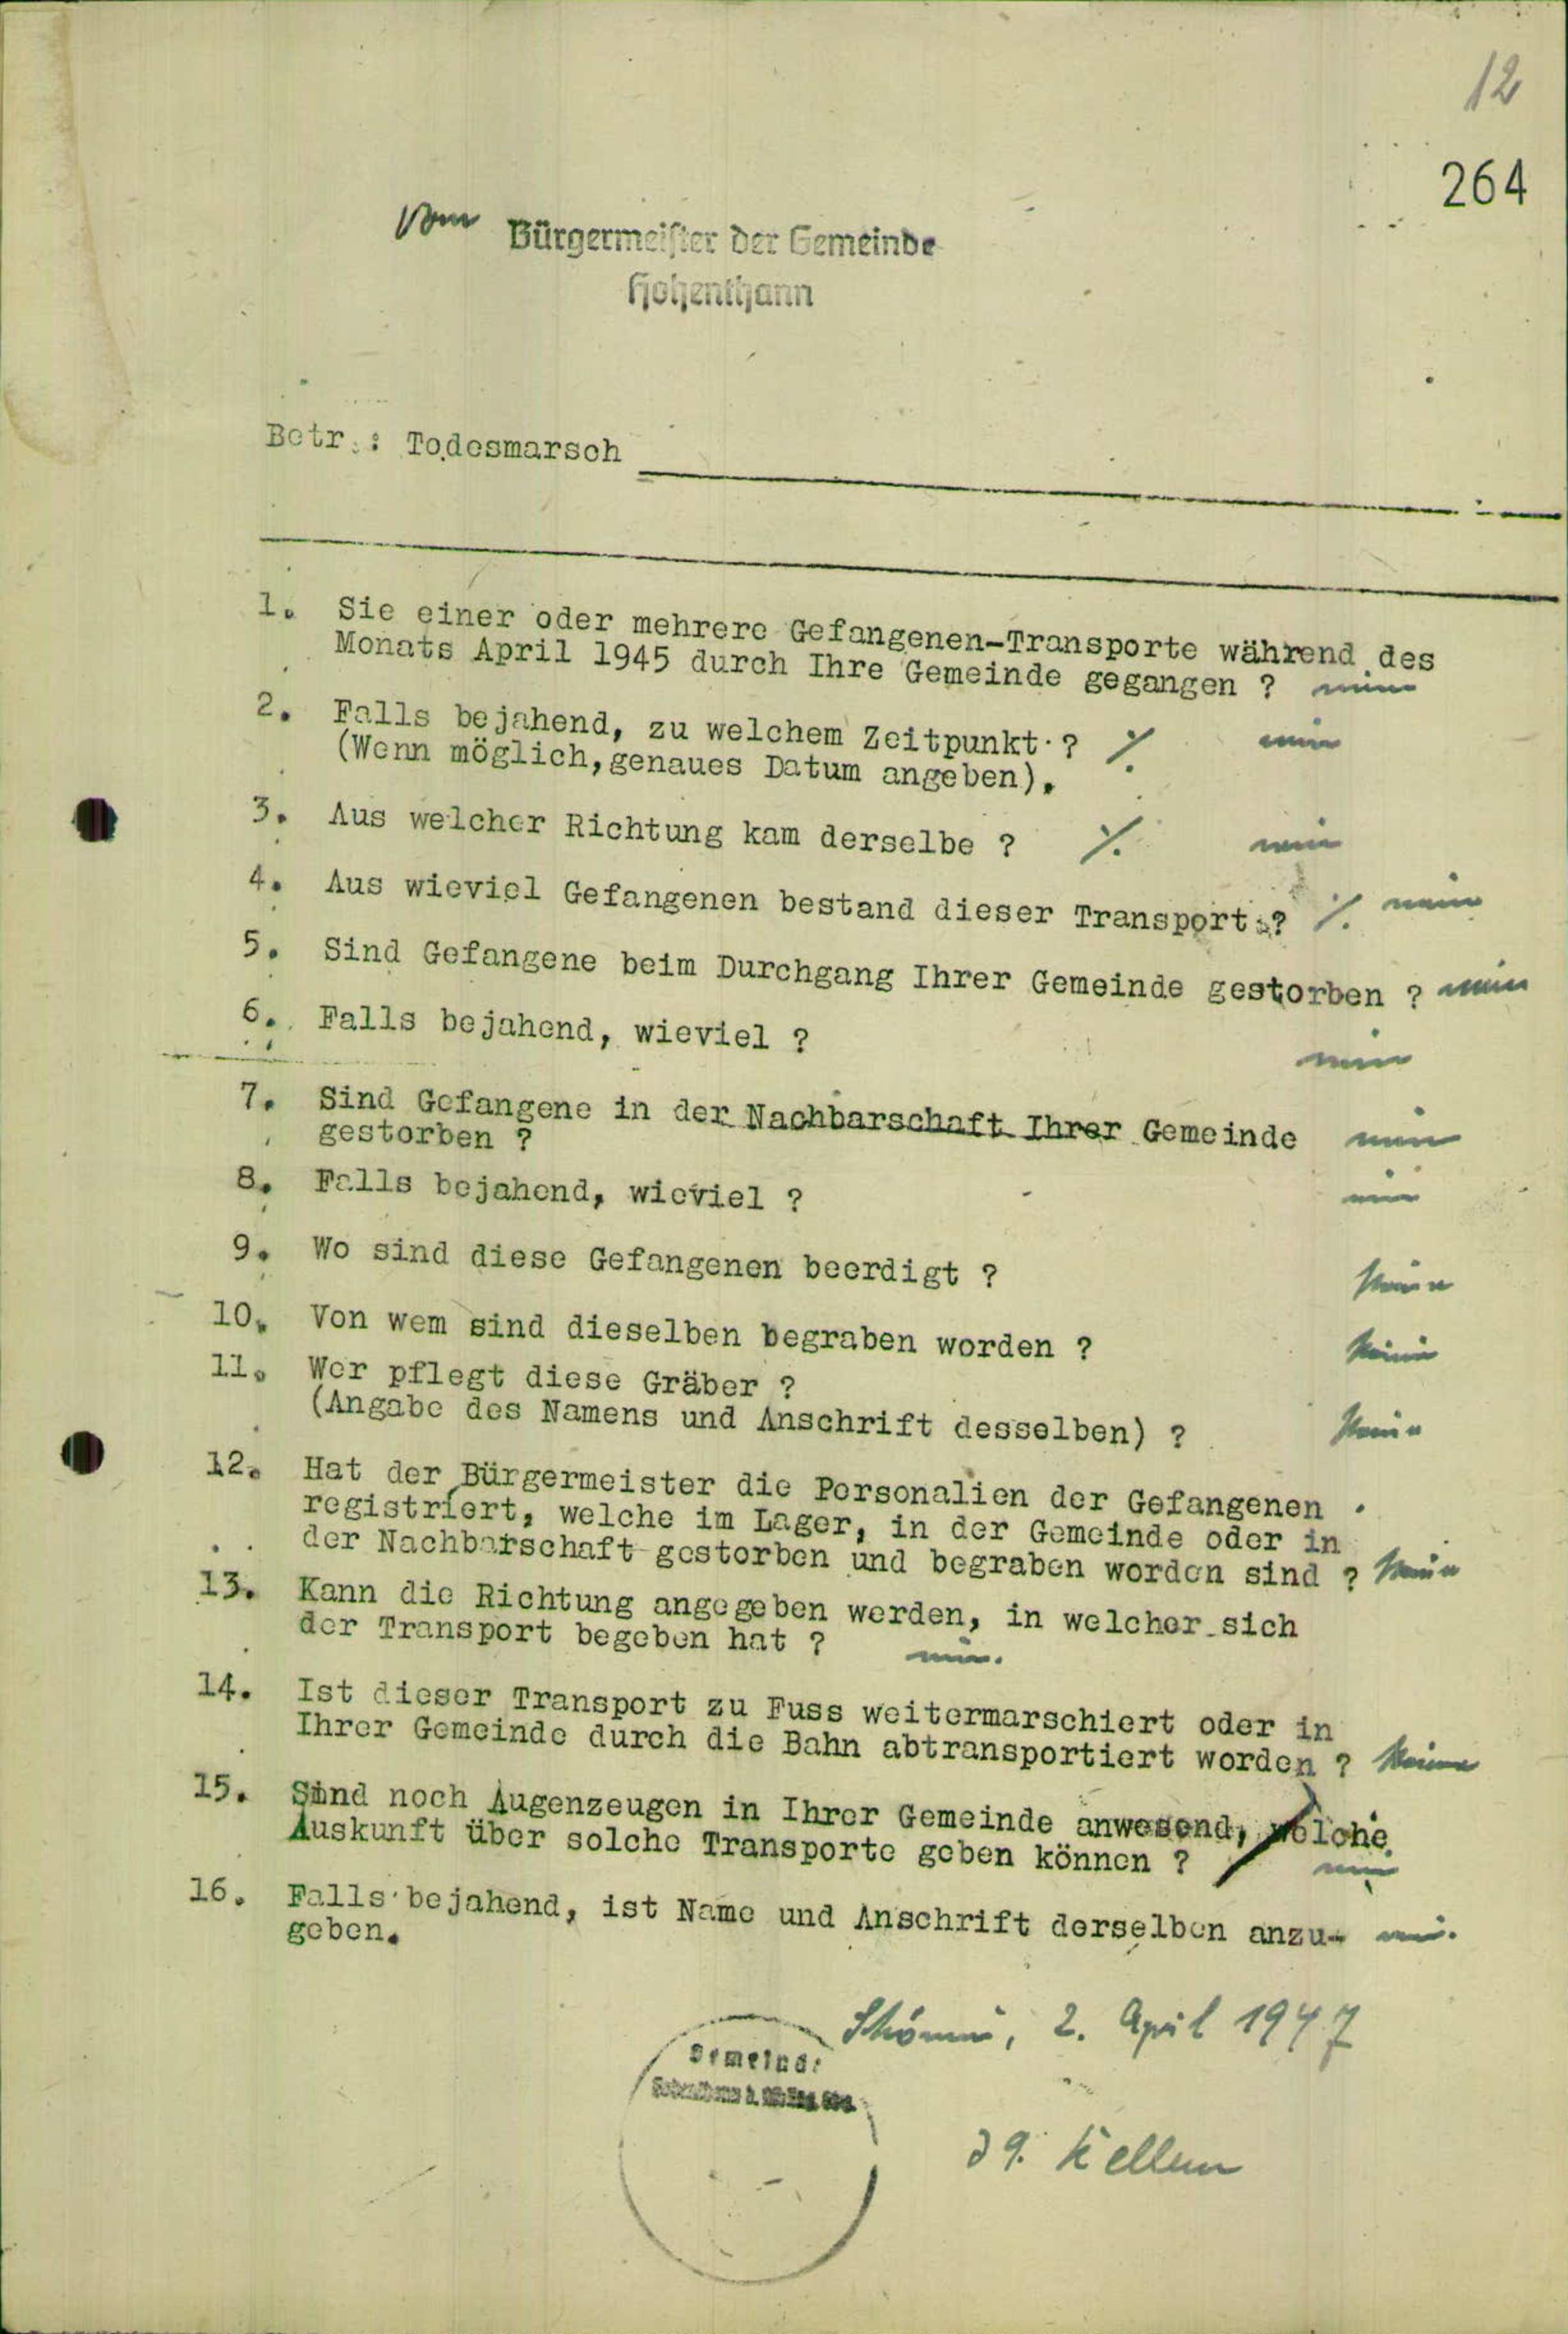 12
264
Vom Bürgermeister der Gemeinde
Hohenthann
Betr.: Todesmarsch
1. Sie einer oder mehrere Gefangenen-Transporte während des
Monats April 1945 durch Ihre Gemeinde gegangen ? nein
2. Falls bejahend, zu welchem Zeitpunkt ? ٪ nein
(Wenn möglich, genaues Datum angeben).
3. Aus welcher Richtung kam derselbe ? ٪ nein
4. Aus wieviel Gefangenen bestand dieser Transport ? ٪ nein
5. Sind Gefangene beim Durchgang Ihrer Gemeinde gestorben ? nein
6. Falls bejahend, wieviel ?
nein
7. Sind Gefangene in der Nachbarschaft Ihrer Gemeinde nein
gestorben ?
8. Falls bejahend, wieviel ? nein
9. Wo sind diese Gefangenen beerdigt ? keine
10. Von wem sind dieselben begraben worden ? keine
11. Wer pflegt diese Gräber ?
(Angabe des Namens und Anschrift desselben) ? keine
12. Hat der Bürgermeister die Personalien der Gefangenen
registriert, welche im Lager, in der Gemeinde oder in
der Nachbarschaft gestorben und begraben worden sind ? keine
13. Kann die Richtung angegeben werden, in welcher sich
der Transport begeben hat ? nein.
14. Ist dieser Transport zu Fuss weitermarschiert oder in
Ihrer Gemeinde durch die Bahn abtransportiert worden ? keine
15. Sind noch Augenzeugen in Ihrer Gemeinde anwesend, welche
Auskunft über solche Transporte geben können ? nein
16. Falls bejahend, ist Name und Anschrift derselben anzu- nein.
geben.
2. April 1947
Gemeinde